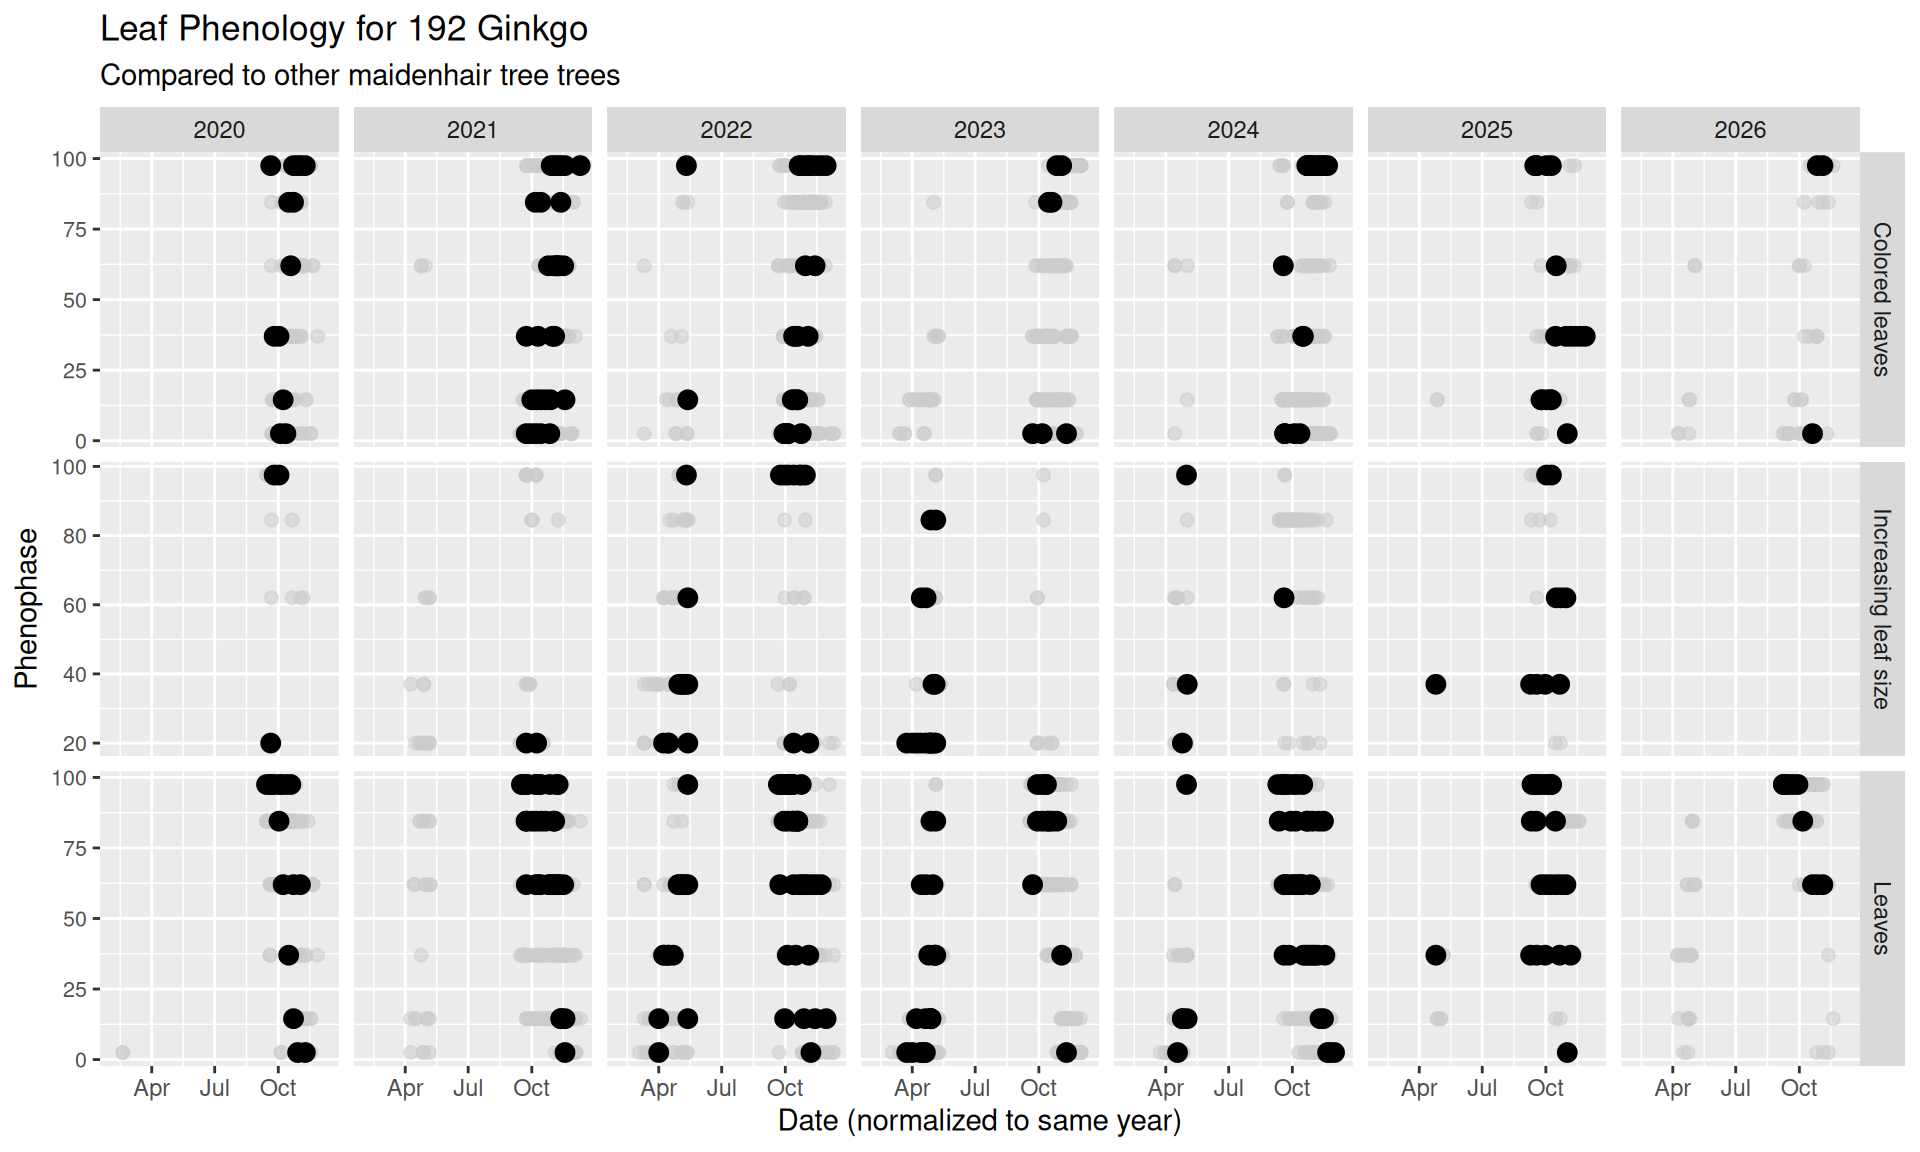 Leaf Phenology for 192 Ginkgo
Compared to other maidenhair tree trees
2020 2021 2022 2023 2024 2025 2026
100
75
50
25
0
Colored leaves
100
80
60
40
20
Increasing leaf size
100
75
50
25
0
Leaves
Phenophase
Apr Jul Oct Apr Jul Oct Apr Jul Oct Apr Jul Oct Apr Jul Oct Apr Jul Oct Apr Jul Oct
Date (normalized to same year)